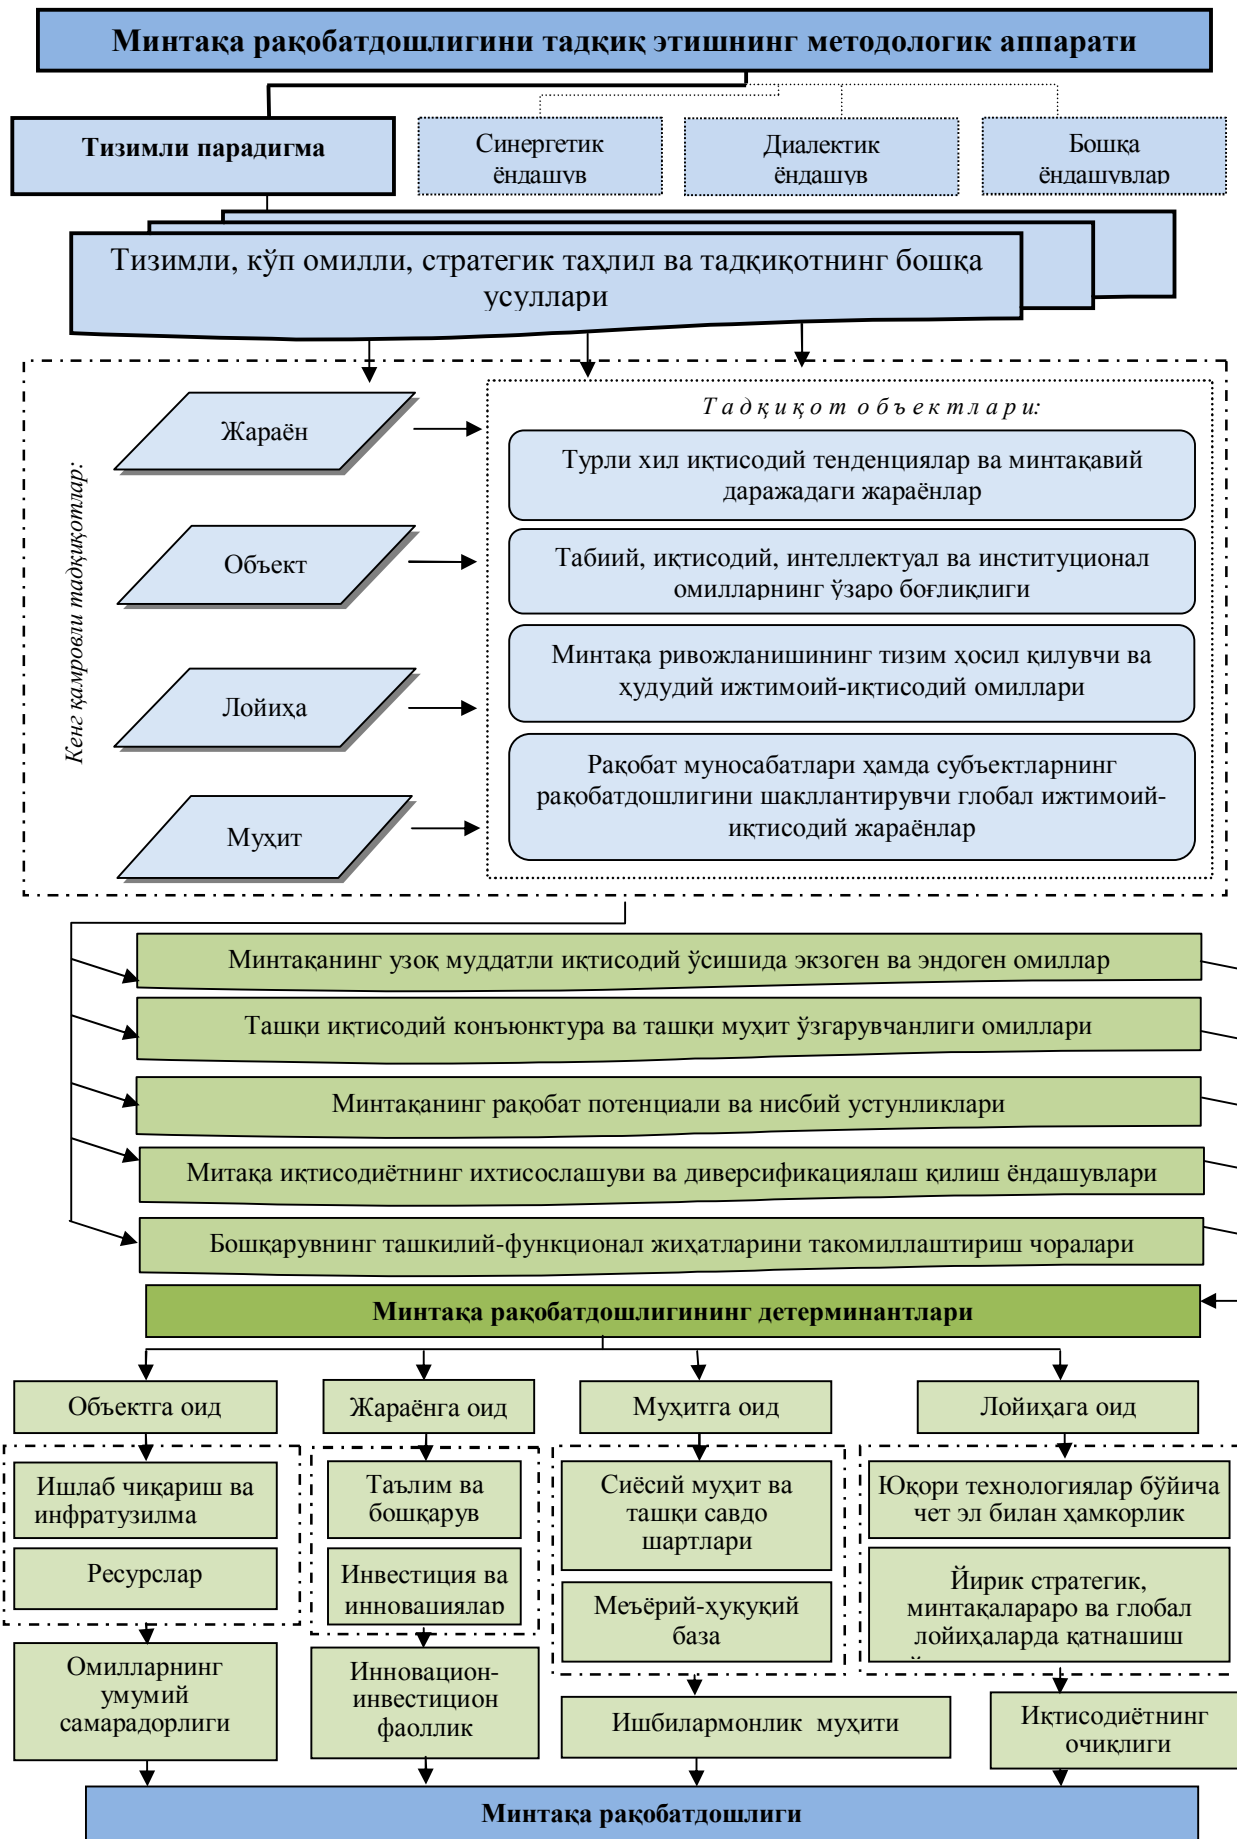 Минтақа рақобатдошлигини тадқиқ этишнинг методологик аппарати
Тизимли парадигма
Синергетик
ёндашув
Диалектик
ёндашув
Бошқа
ёндашувлар
Тизимли, кўп омилли, стратегик таҳлил ва тадқиқотнинг бошқа
усуллари
Кенг қамровли тадқиқотлар:
Жараён
Объект
Лойиҳа
Муҳит
Тадқиқот объектлари:
Турли хил иқтисодий тенденциялар ва минтақавий
даражадаги жараёнлар
Табиий, иқтисодий, интеллектуал ва институционал
омилларнинг ўзаро боғлиқлиги
Минтақа ривожланишининг тизим ҳосил қилувчи ва
ҳудудий ижтимоий-иқтисодий омиллари
Рақобат муносабатлари ҳамда субъектларнинг
рақобатдошлигини шакллантирувчи глобал ижтимоий-
иқтисодий жараёнлар
Минтақанинг узоқ муддатли иқтисодий ўсишида экзоген ва эндоген омиллар
Ташқи иқтисодий конъюнктура ва ташқи муҳит ўзгарувчанлиги омиллари
Минтақанинг рақобат потенциали ва нисбий устунликлари
Митақа иқтисодиётнинг ихтисослашуви ва диверсификациялаш қилиш ёндашувлари
Бошқарувнинг ташкилий-функционал жиҳатларини такомиллаштириш чоралари
Минтақа рақобатдошлигининг детерминантлари
Объектга оид
Жараёнга оид
Муҳитга оид
Лойиҳага оид
Ишлаб чиқариш ва
инфратузилма
Ресурслар
Таълим ва
бошқарув
Инвестиция ва
инновациялар
Сиёсий муҳит ва
ташқи савдо
шартлари
Меъёрий-ҳуқуқий
база
Юқори технологиялар бўйича
чет эл билан ҳамкорлик
Йирик стратегик,
минтақалараро ва глобал
лойиҳаларда қатнашиш
Омилларнинг
умумий
самарадорлиги
Инновацион-
инвестицион
фаоллик
Ишбилармонлик муҳити
Иқтисодиётнинг
очиқлиги
Минтақа рақобатдошлиги